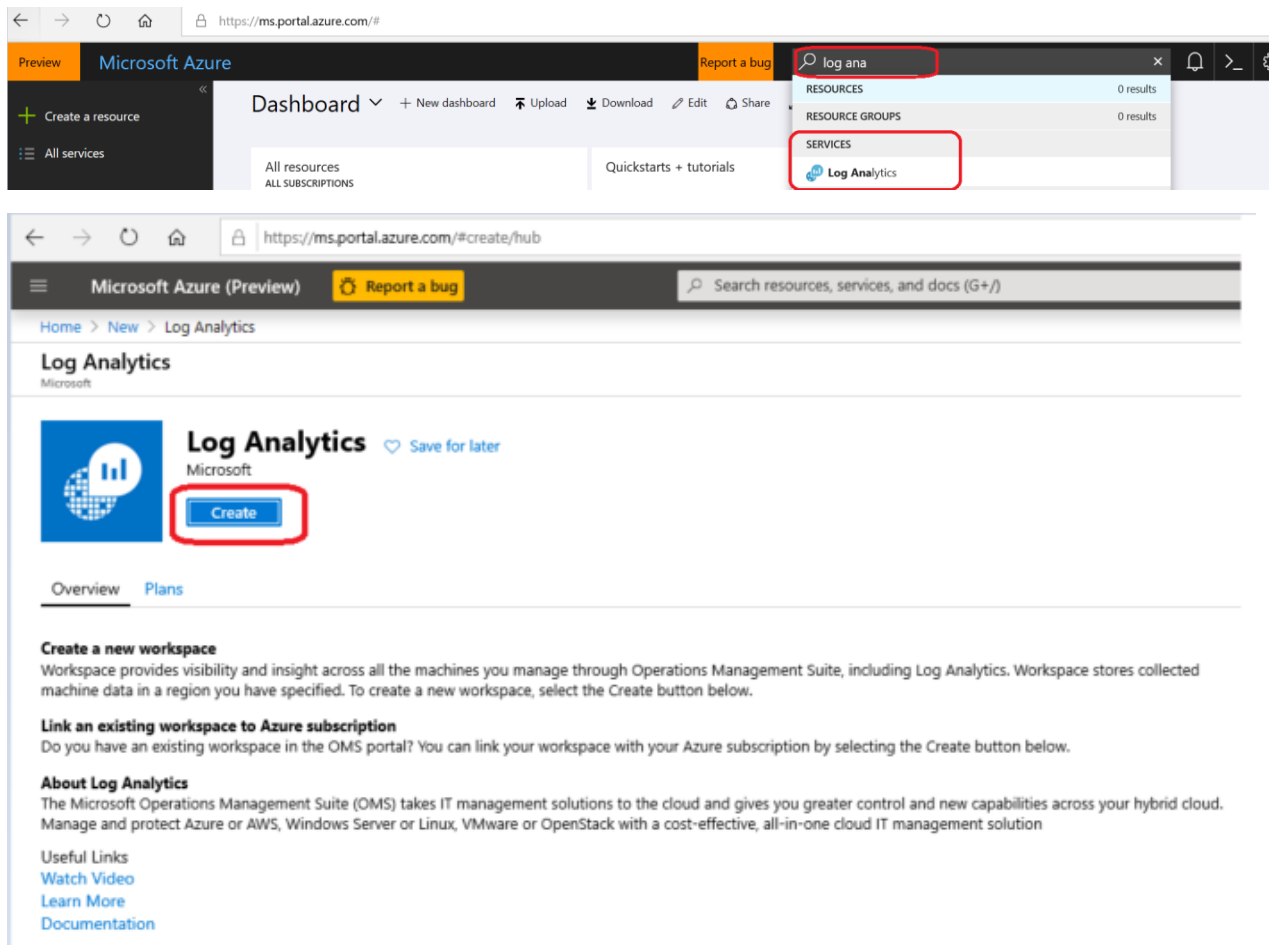 https://ms.portal.azure.com/#
Preview Microsoft Azure Report a bug log ana
RESOURCES 0 results
Create a resource
Dashboard New dashboard Upload Download Edit Share
RESOURCE GROUPS 0 results
All services
SERVICES
All resources Quickstarts + tutorials
Log Analytics
ALL SUBSCRIPTIONS
https://ms.portal.azure.com/#create/hub
Microsoft Azure (Preview) Report a bug Search resources, services, and docs (G+/)
Home > New > Log Analytics
Log Analytics
Microsoft
Log Analytics Save for later
Microsoft
Create
Overview Plans
Create a new workspace
Workspace provides visibility and insight across all the machines you manage through Operations Management Suite, including Log Analytics. Workspace stores collected
machine data in a region you have specified. To create a new workspace, select the Create button below.
Link an existing workspace to Azure subscription
Do you have an existing workspace in the OMS portal? You can link your workspace with your Azure subscription by selecting the Create button below.
About Log Analytics
The Microsoft Operations Management Suite (OMS) takes IT management solutions to the cloud and gives you greater control and new capabilities across your hybrid cloud.
Manage and protect Azure or AWS, Windows Server or Linux, VMware or OpenStack with a cost-effective, all-in-one cloud IT management solution
Useful Links
Watch Video
Learn More
Documentation